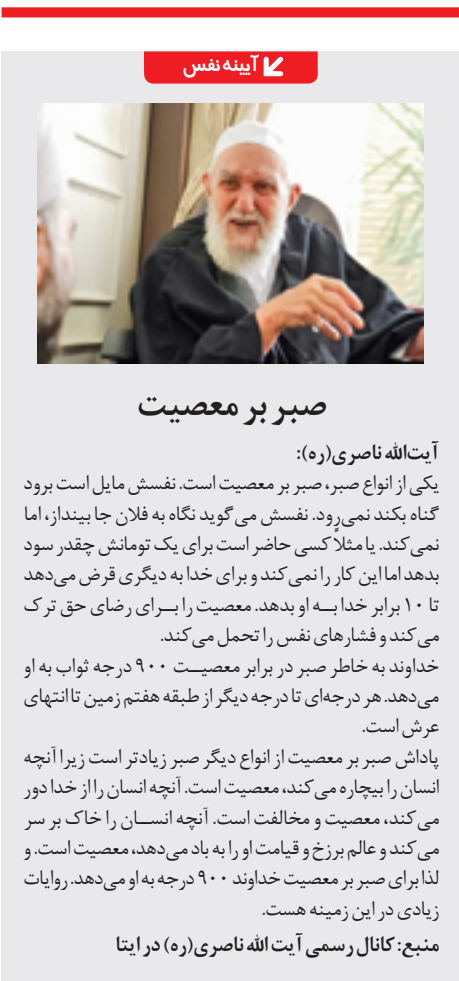 آیینه نفس
صبر بر معصیت
آیت‌الله ناصری(ره):
یکی از انواع صبر، صبر بر معصیت است. نفسش مایل است برود
گناه بکند نمی‌رود. نفسش می‌گوید نگاه به فلان جا بینداز، اما
نمی‌کند. یا مثلاً کسی حاضر است برای یک تومانش چقدر سود
بدهد اما این کار را نمی‌کند و برای خدا به دیگری قرض می‌دهد
تا ۱۰ برابر خدا بــه او بدهد. معصیت را بــرای رضای حق ترک
می‌کند و فشارهای نفس را تحمل می‌کند.
خداوند به خاطر صبر در برابر معصیــت ۹۰۰ درجه ثواب به او
می‌دهد. هر درجه‌ای تا درجه دیگر از طبقه هفتم زمین تا انتهای
عرش است.
پاداش صبر بر معصیت از انواع دیگر صبر زیادتر است زیرا آنچه
انسان را بیچاره می‌کند، معصیت است. آنچه انسان را از خدا دور
می‌کند، معصیت و مخالفت است. آنچه انســان را خاک بر سر
می‌کند و عالم برزخ و قیامت او را به باد می‌دهد، معصیت است. و
لذا برای صبر بر معصیت خداوند ۹۰۰ درجه به او می‌دهد. روایات
زیادی در این زمینه هست.
منبع: کانال رسمی آیت الله ناصری(ره) در ایتا